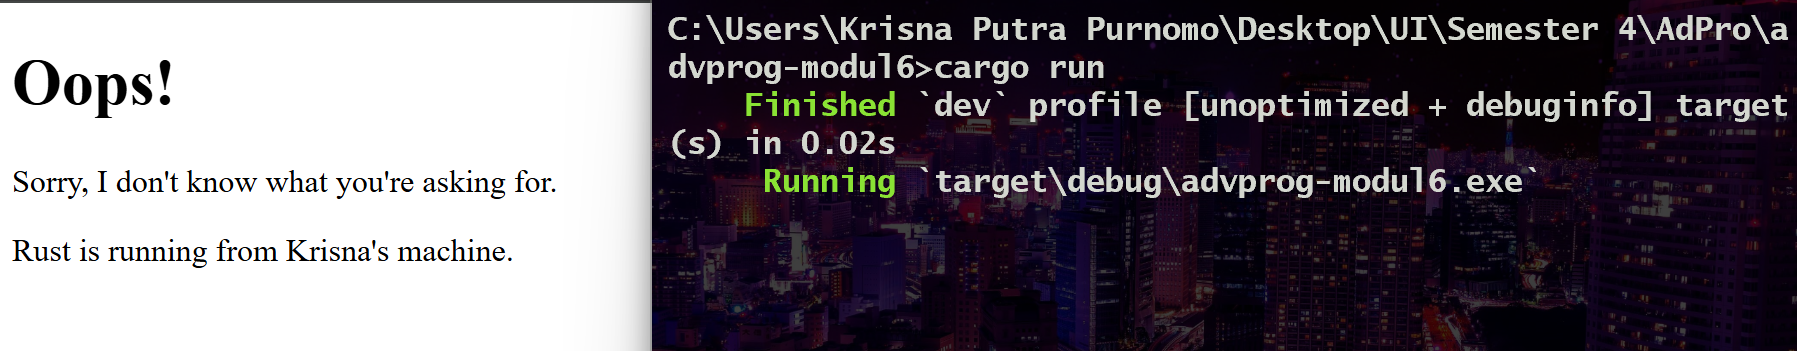 Oops!
Sorry, I don't know what you're asking for.
Rust is running from Krisna's machine.
C:\Users\Krisna Putra Purnomo\Desktop\UI\Semester 4\AdPro\a
dvprog-modul6>cargo run
Finished `dev` profile [unoptimized + debuginfo] target
(s) in 0.02s
Running `target\debug\advprog-modul6.exe`